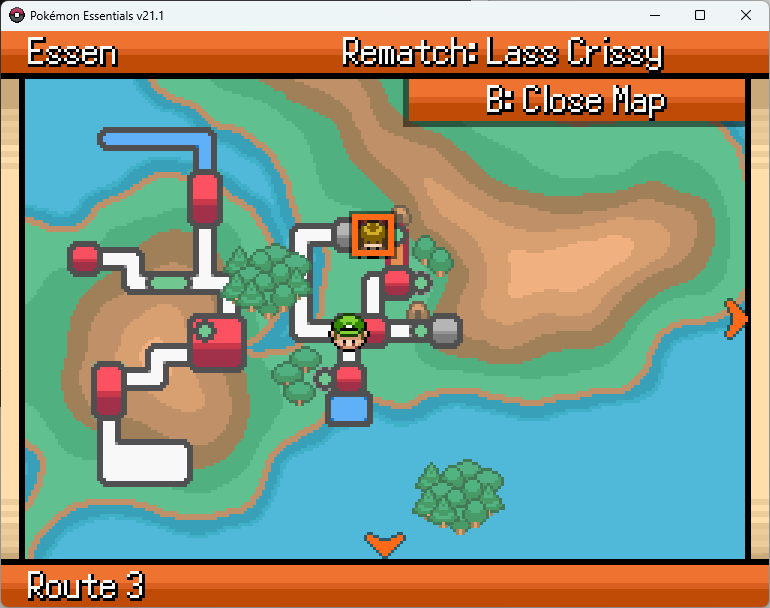 Pokémon Essentials v21.1
Essen
Rematch: Lass Crissy
B: Close Map
Route 3